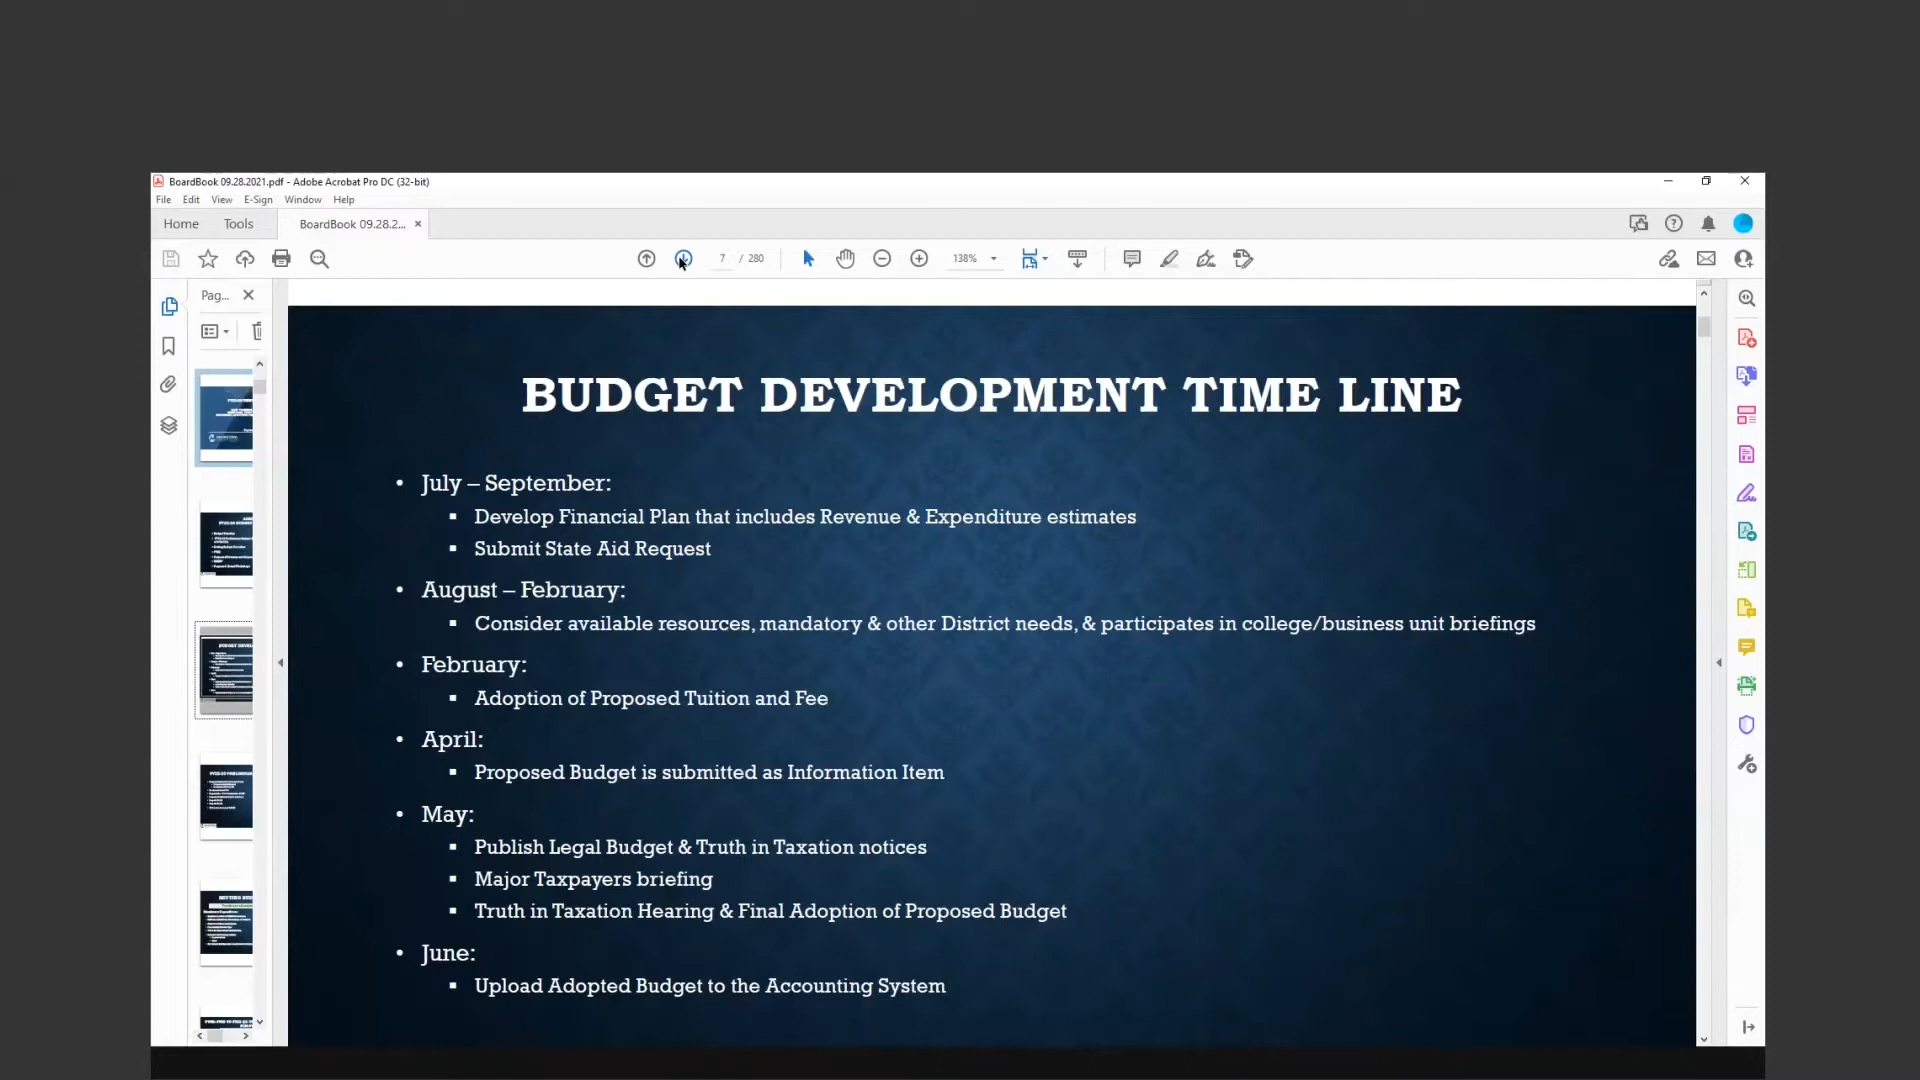 BoardBook 09.28.2021.pdf - Adobe Acrobat Pro DC (32-bit)
File Edit View E-Sign Window Help
Home Tools BoardBook 09.28.2... ×
7 / 280 138%
Pag...
BUDGET DEVELOPMENT TIME LINE
• July – September:
▪ Develop Financial Plan that includes Revenue & Expenditure estimates
▪ Submit State Aid Request
• August – February:
▪ Consider available resources, mandatory & other District needs, & participates in college/business unit briefings
• February:
▪ Adoption of Proposed Tuition and Fee
• April:
▪ Proposed Budget is submitted as Information Item
• May:
▪ Publish Legal Budget & Truth in Taxation notices
▪ Major Taxpayers briefing
▪ Truth in Taxation Hearing & Final Adoption of Proposed Budget
• June:
▪ Upload Adopted Budget to the Accounting System